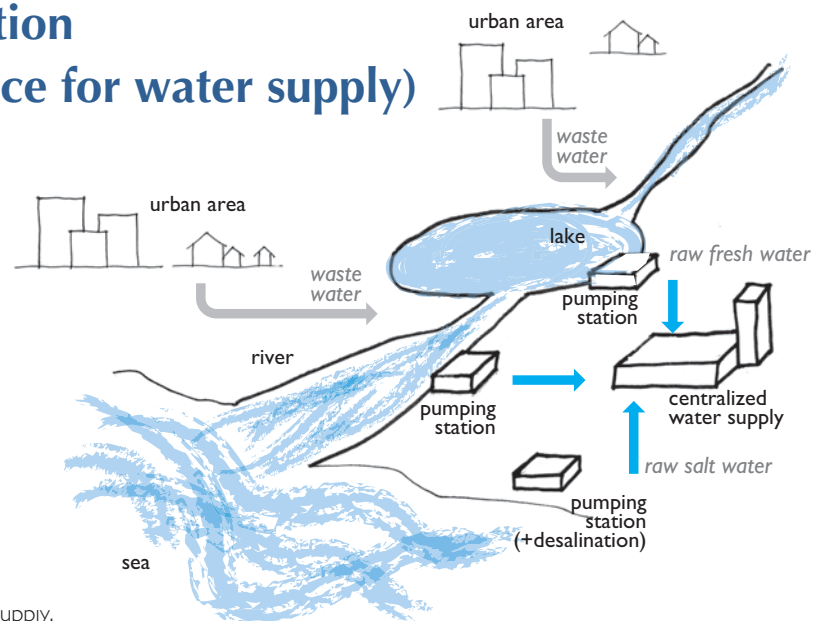 tion
ce for water supply)
urban area
waste
water
urban area
lake
raw fresh water
waste
water
pumping
station
river
centralized
water supply
pumping
station
raw salt water
pumping
station
(+desalination)
sea
upply.